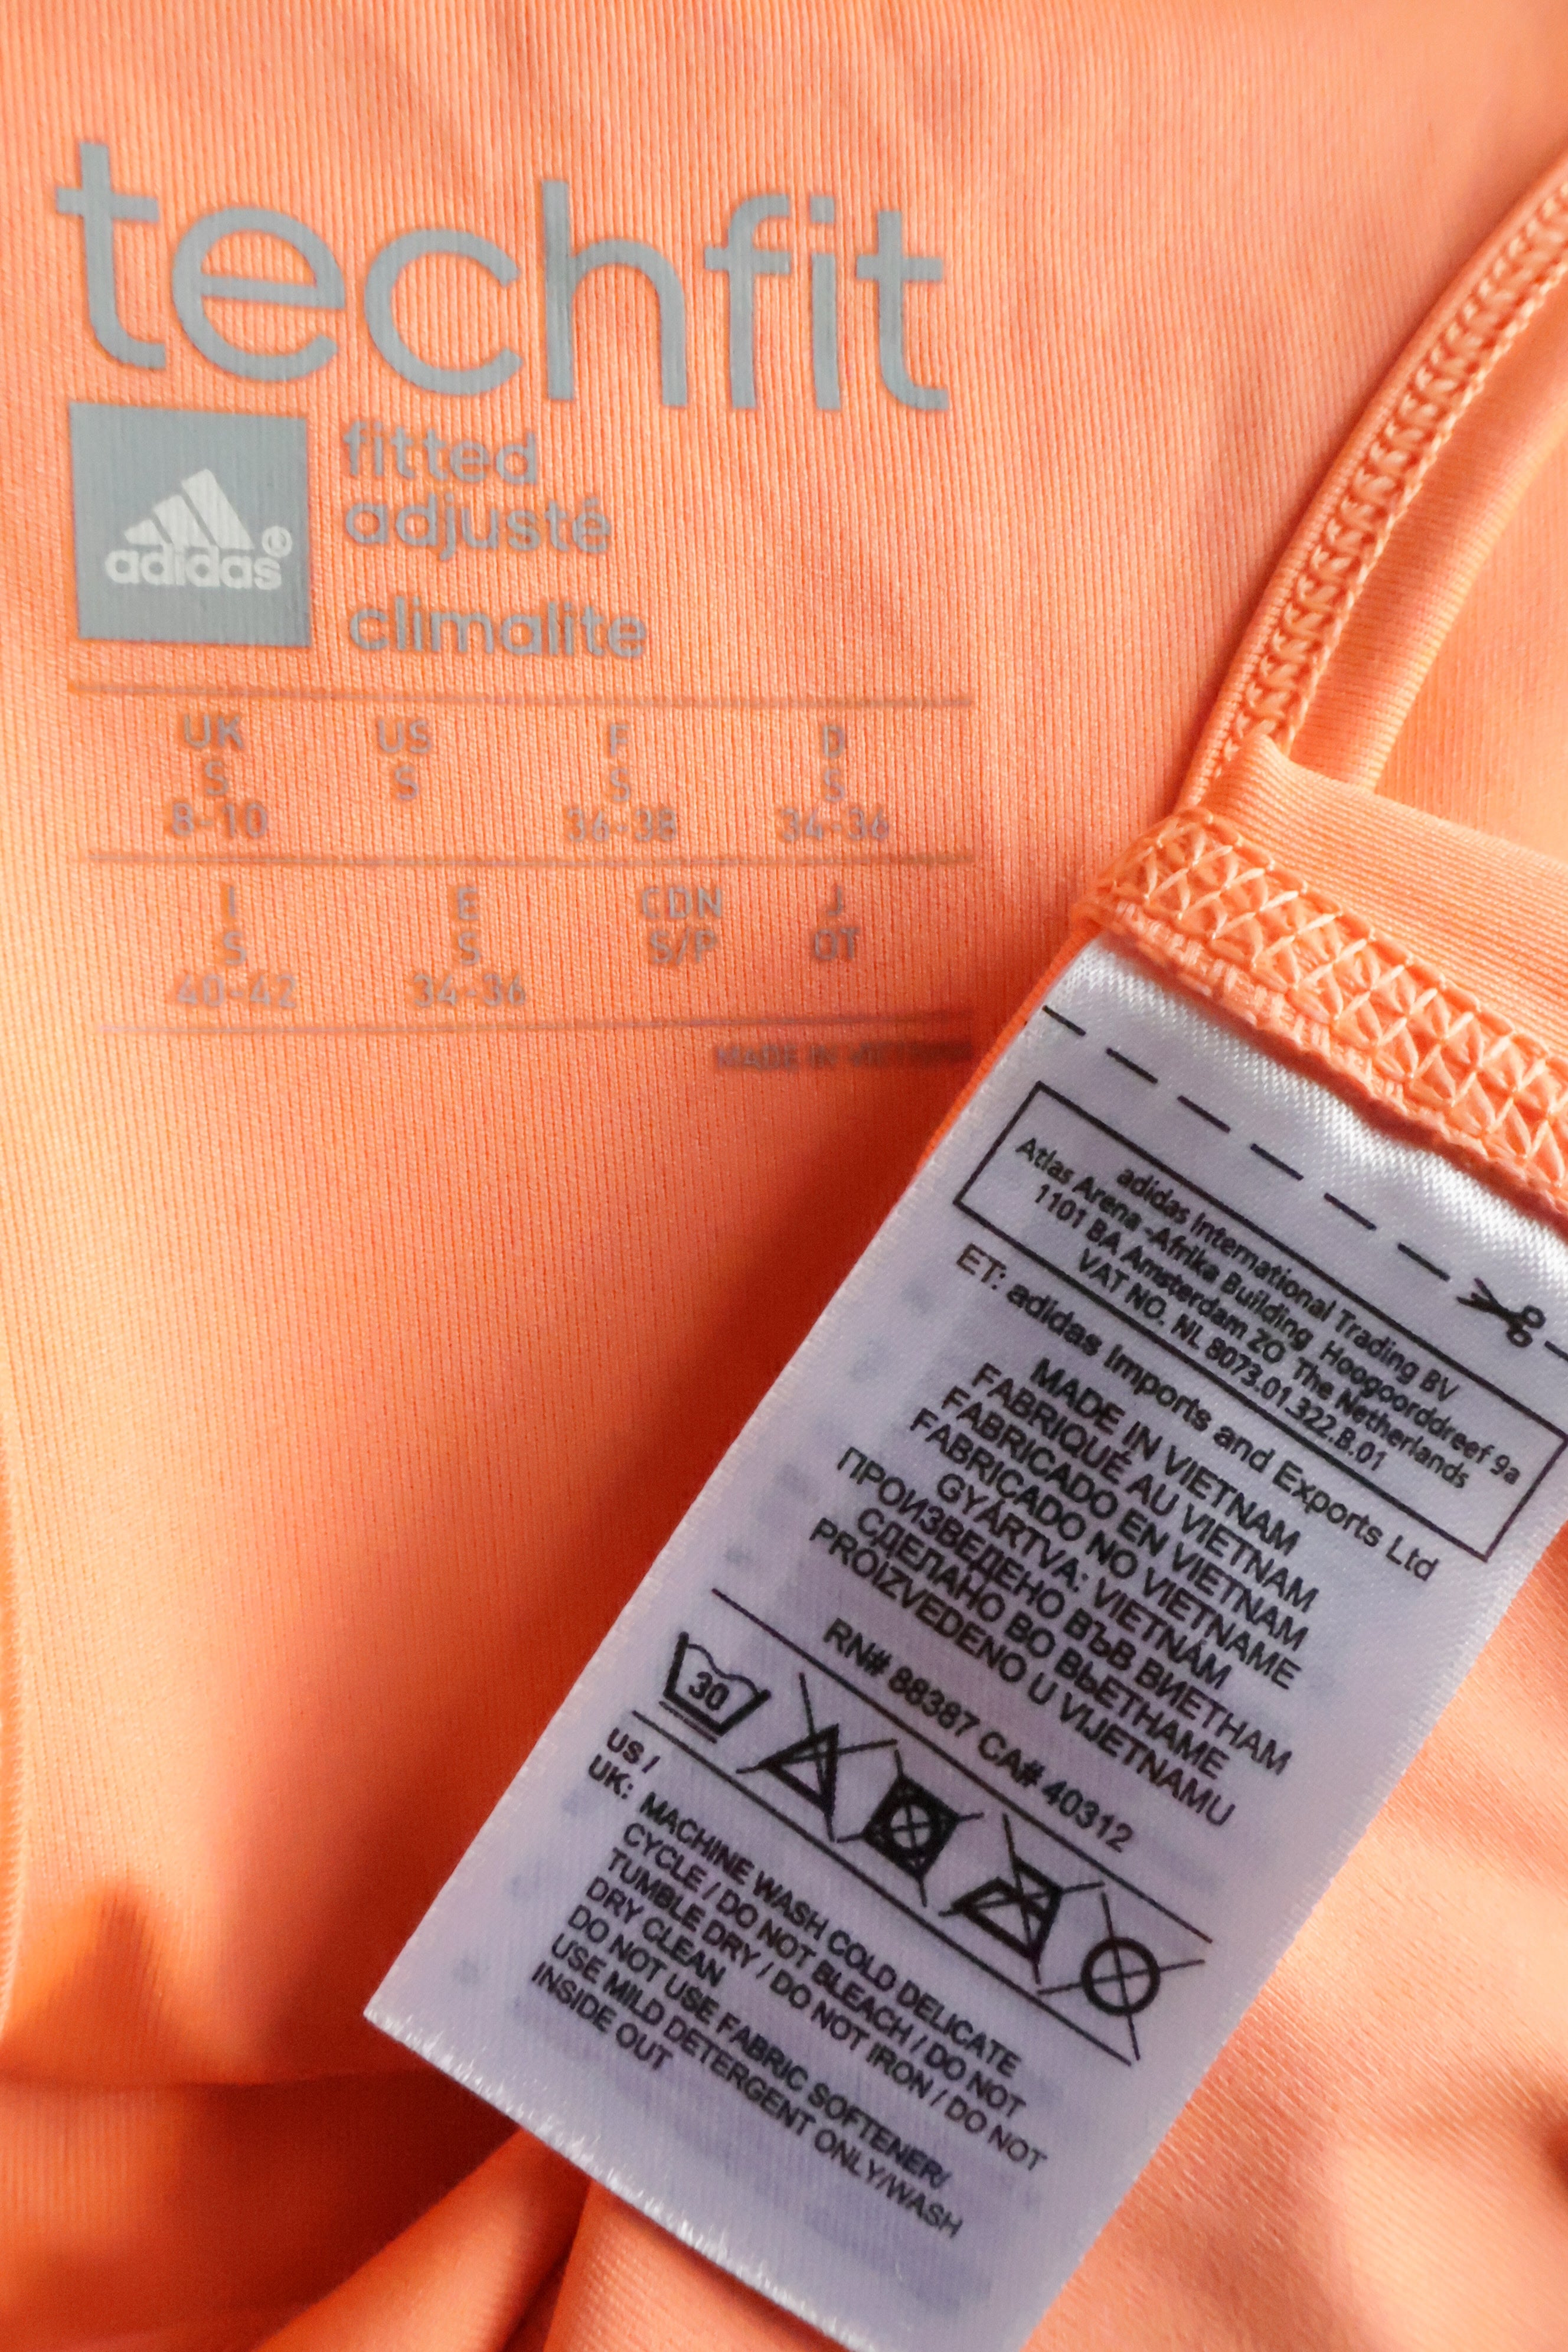 techfit
fitted
adjusté
adidas®
climalite
UK US F D
S S S S
8-10 36-38 34-36
I E CDN J
S S S/P OT
40-42 34-36
MADE IN VIETNAM
adidas International Trading BV
Atlas Arena -Afrika Building Hoogoorddreef 9a
1101 BA Amsterdam ZO The Netherlands
VAT NO. NL 8073.01.322.B.01
ET: adidas Imports and Exports Ltd
MADE IN VIETNAM
FABRIQUÉ AU VIETNAM
FABRICADO EN VIETNAM
FABRICADO NO VIETNAME
GYÁRTVA: VIETNÁM
ПРОИЗВЕДЕНО ВЪВ ВИЕТНАМ
СДЕЛАНО ВО ВЬЕТНАМЕ
PROIZVEDENO U VIJETNAMU
RN# 88387 CA# 40312
30
US /
UK: MACHINE WASH COLD DELICATE
CYCLE / DO NOT BLEACH / DO NOT
TUMBLE DRY / DO NOT IRON / DO NOT
DRY CLEAN
DO NOT USE FABRIC SOFTENER/
USE MILD DETERGENT ONLY/WASH
INSIDE OUT